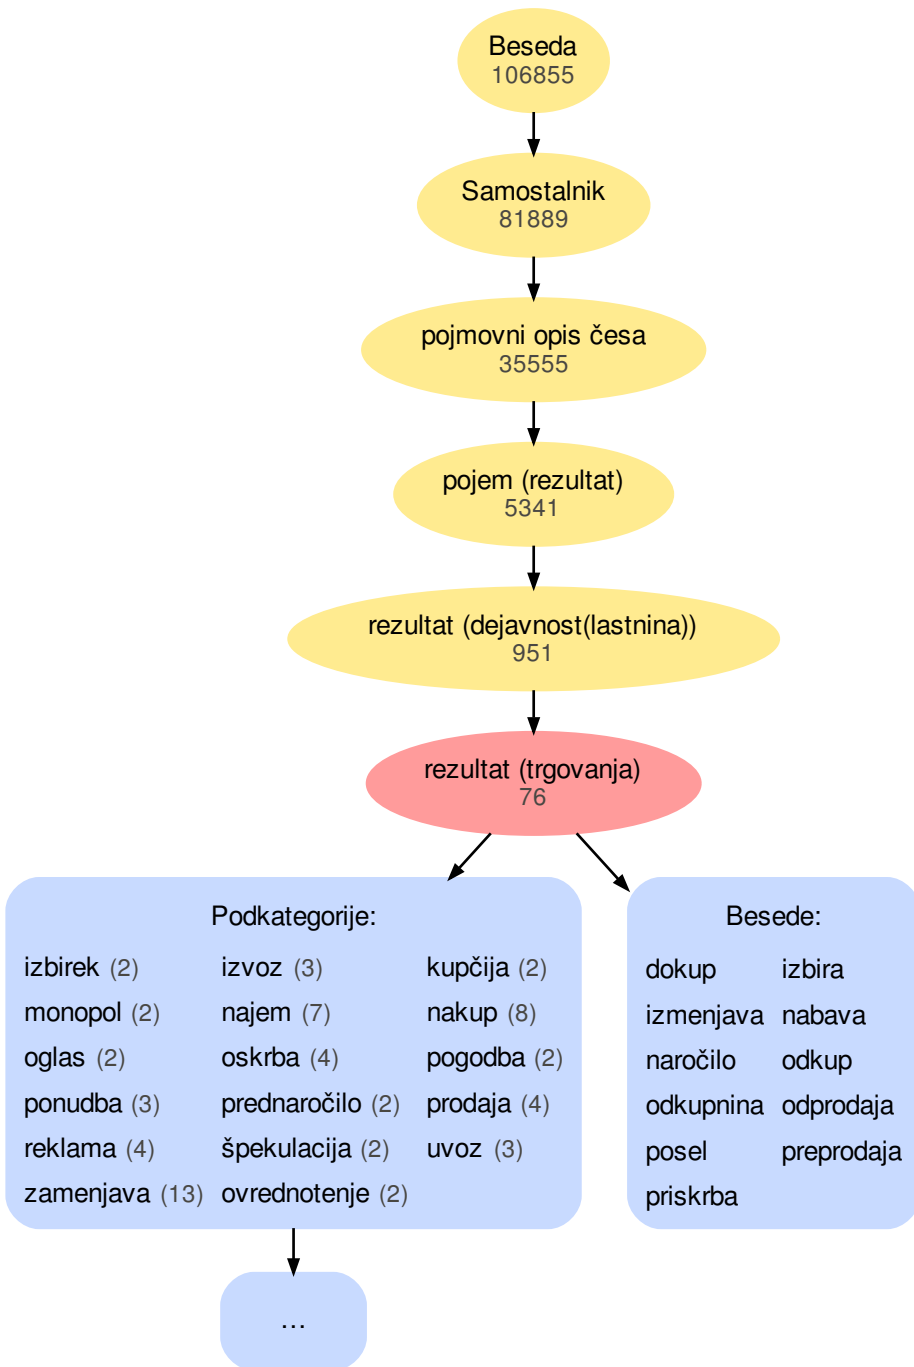 Beseda
106855
Samostalnik
81889
pojmovni opis česa
35555
pojem (rezultat)
5341
rezultat (dejavnost(lastnina))
951
rezultat (trgovanja)
76
Podkategorije:
izbirek (2) izvoz (3) kupčija (2)
monopol (2) najem (7) nakup (8)
oglas (2) oskrba (4) pogodba (2)
ponudba (3) prednaročilo (2) prodaja (4)
reklama (4) špekulacija (2) uvoz (3)
zamenjava (13) ovrednotenje (2)
Besede:
dokup izbira
izmenjava nabava
naročilo odkup
odkupnina odprodaja
posel preprodaja
priskrba
...